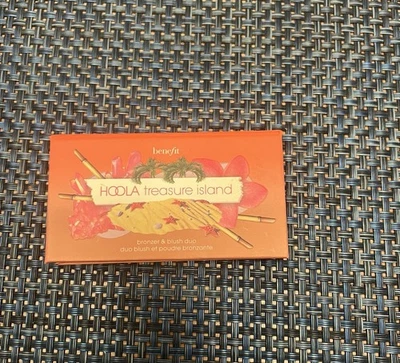 benefit
HOOLA treasure island
bronzer & blush duo
duo blush et poudre bronzante